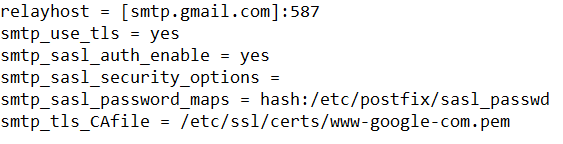 relayhost = [smtp.gmail.com]:587
smtp_use_tls = yes
smtp_sasl_auth_enable = yes
smtp_sasl_security_options =
smtp_sasl_password_maps = hash:/etc/postfix/sasl_passwd
smtp_tls_CAfile = /etc/ssl/certs/www-google-com.pem